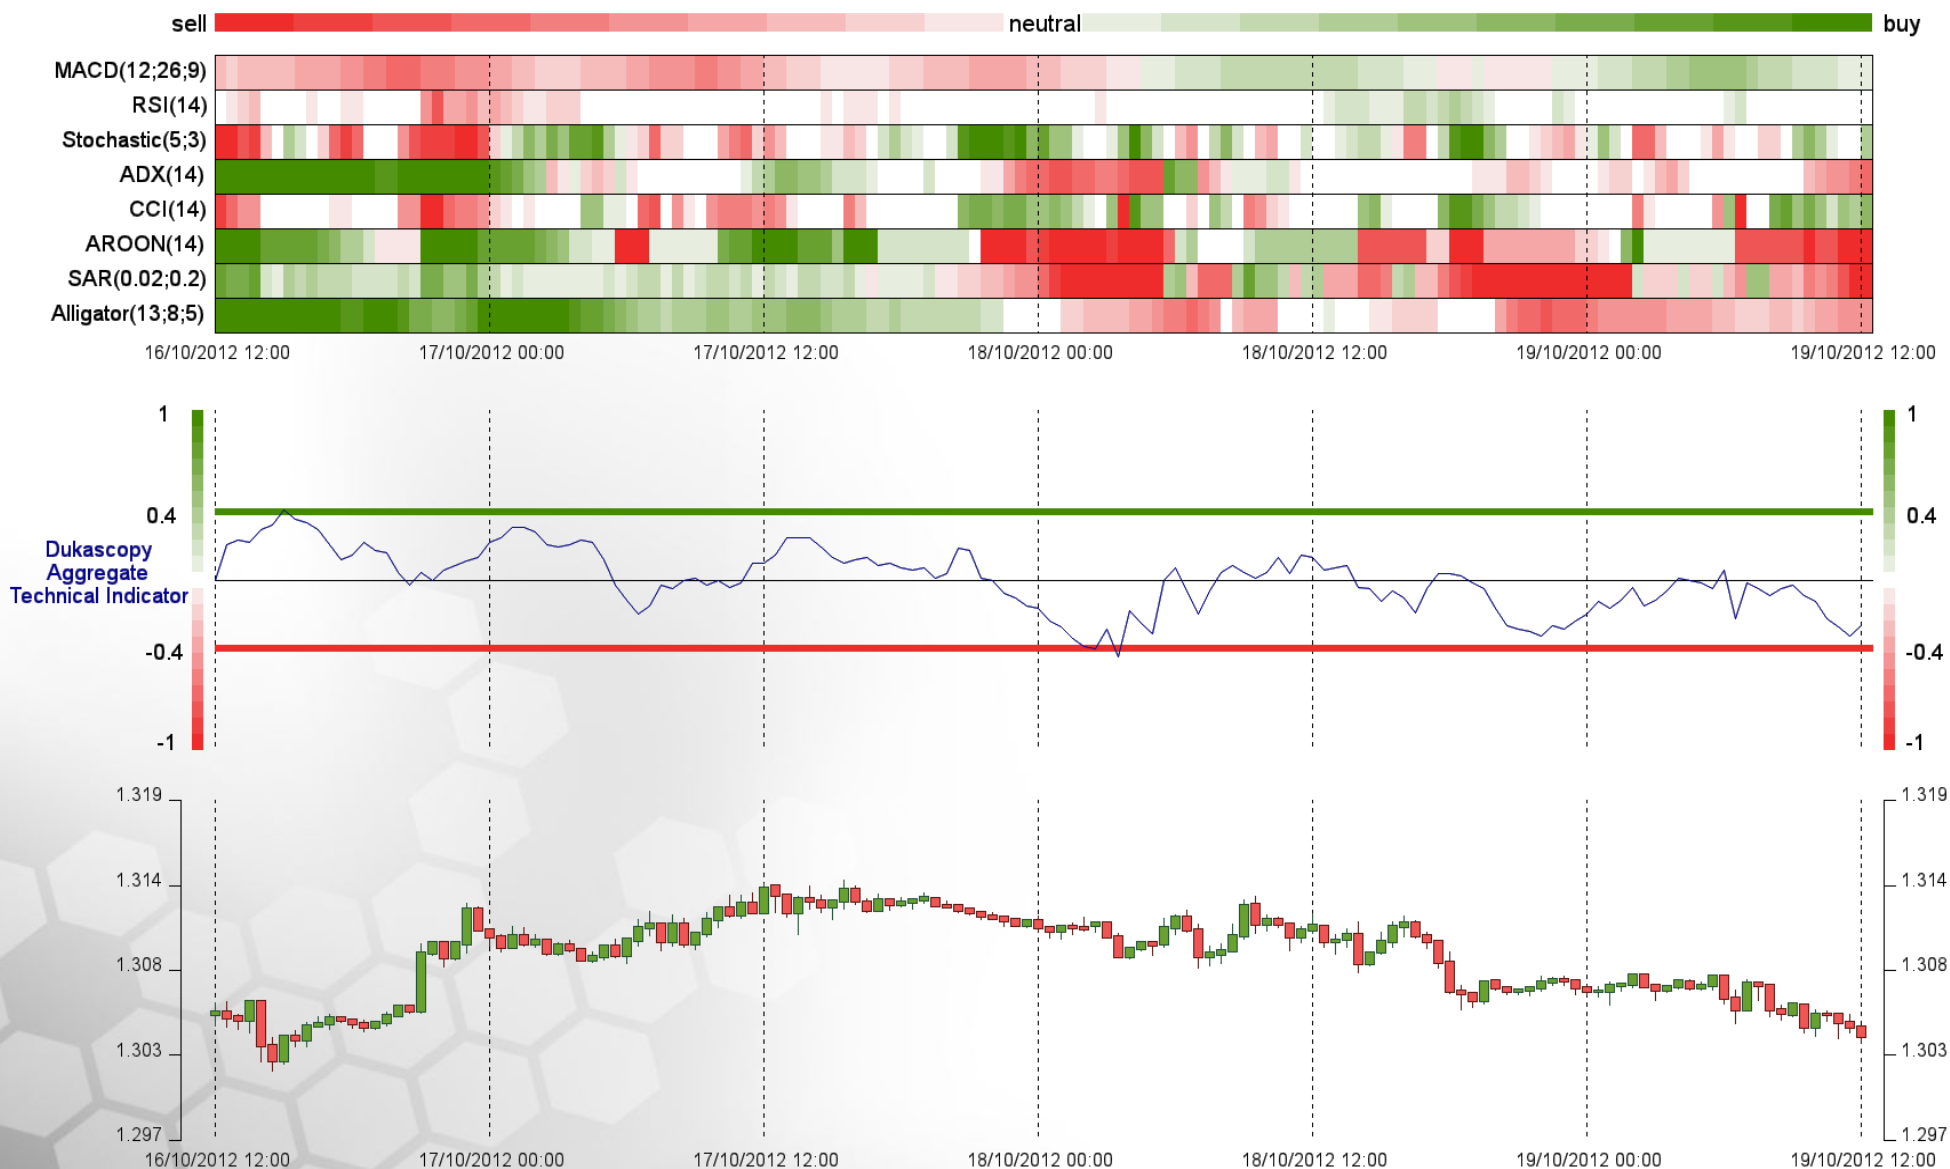 sell neutral buy
MACD(12;26;9)
RSI(14)
Stochastic(5;3)
ADX(14)
CCI(14)
AROON(14)
SAR(0.02;0.2)
Alligator(13;8;5)
16/10/2012 12:00 17/10/2012 00:00 17/10/2012 12:00 18/10/2012 00:00 18/10/2012 12:00 19/10/2012 00:00 19/10/2012 12:00
1 1
0.4 0.4
Dukascopy
Aggregate
Technical Indicator
-0.4 -0.4
-1 -1
1.319 1.319
1.314 1.314
1.308 1.308
1.303 1.303
1.297 1.297
16/10/2012 12:00 17/10/2012 00:00 17/10/2012 12:00 18/10/2012 00:00 18/10/2012 12:00 19/10/2012 00:00 19/10/2012 12:00